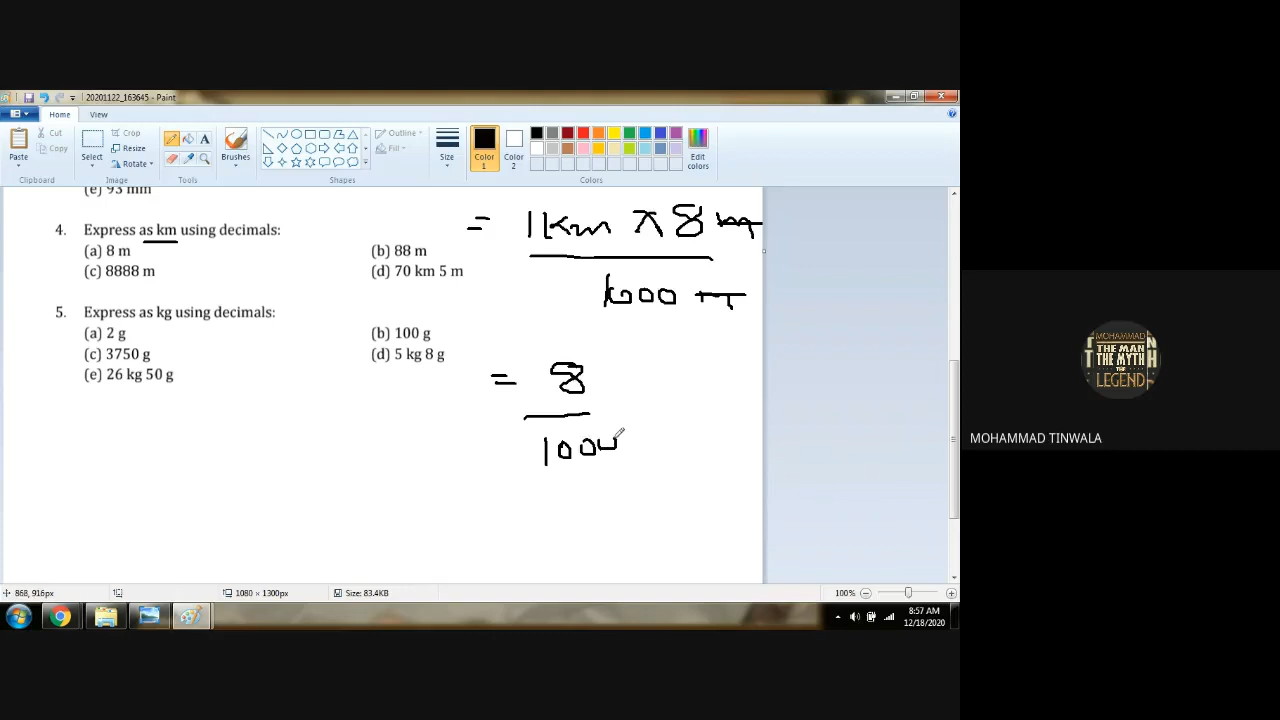 20201122_163645 - Paint
Home View
Paste
Cut
Copy
Clipboard
Select
Crop
Resize
Rotate
Image
A
Tools
Brushes
Outline
Fill
Shapes
Size
Color 1
Color 2
Edit colors
Colors
(e) 93 mm
4. Express as km using decimals:
(a) 8 m (b) 88 m
(c) 8888 m (d) 70 km 5 m
5. Express as kg using decimals:
(a) 2 g (b) 100 g
(c) 3750 g (d) 5 kg 8 g
(e) 26 kg 50 g
= 1km x 8 m
1000 m
= 8
1000
MOHAMMAD
THE MAN
THE MYTH
THE
LEGEND
MOHAMMAD TINWALA
868, 916px 1080 × 1300px Size: 83.4KB 100%
8:57 AM
12/18/2020